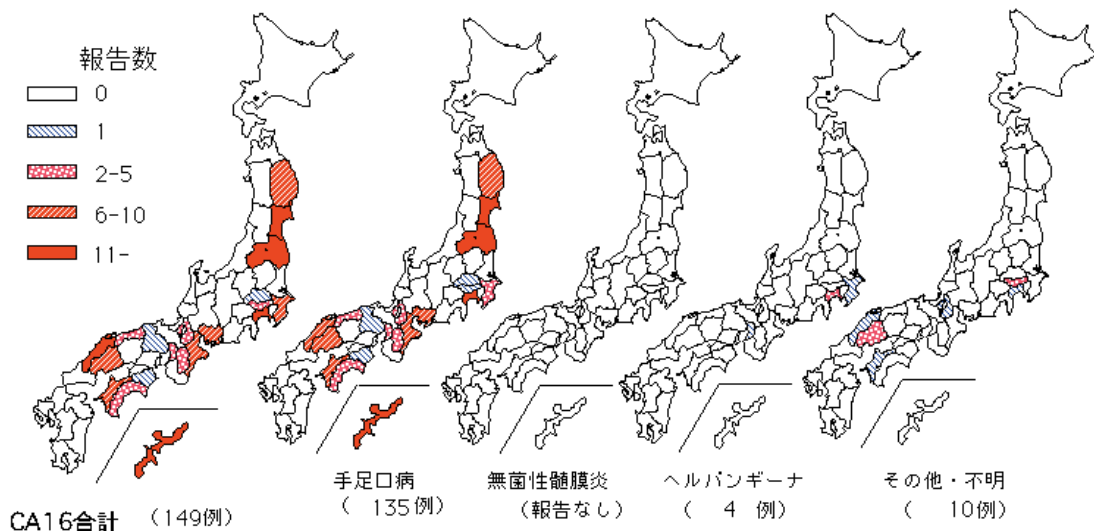 報告数
0
1
2-5
6-10
11-
手足口病
( 135例)
無菌性髄膜炎
(報告なし)
ヘルパンギーナ
( 4 例)
その他・不明
( 10例)
CA16合計 (149例)